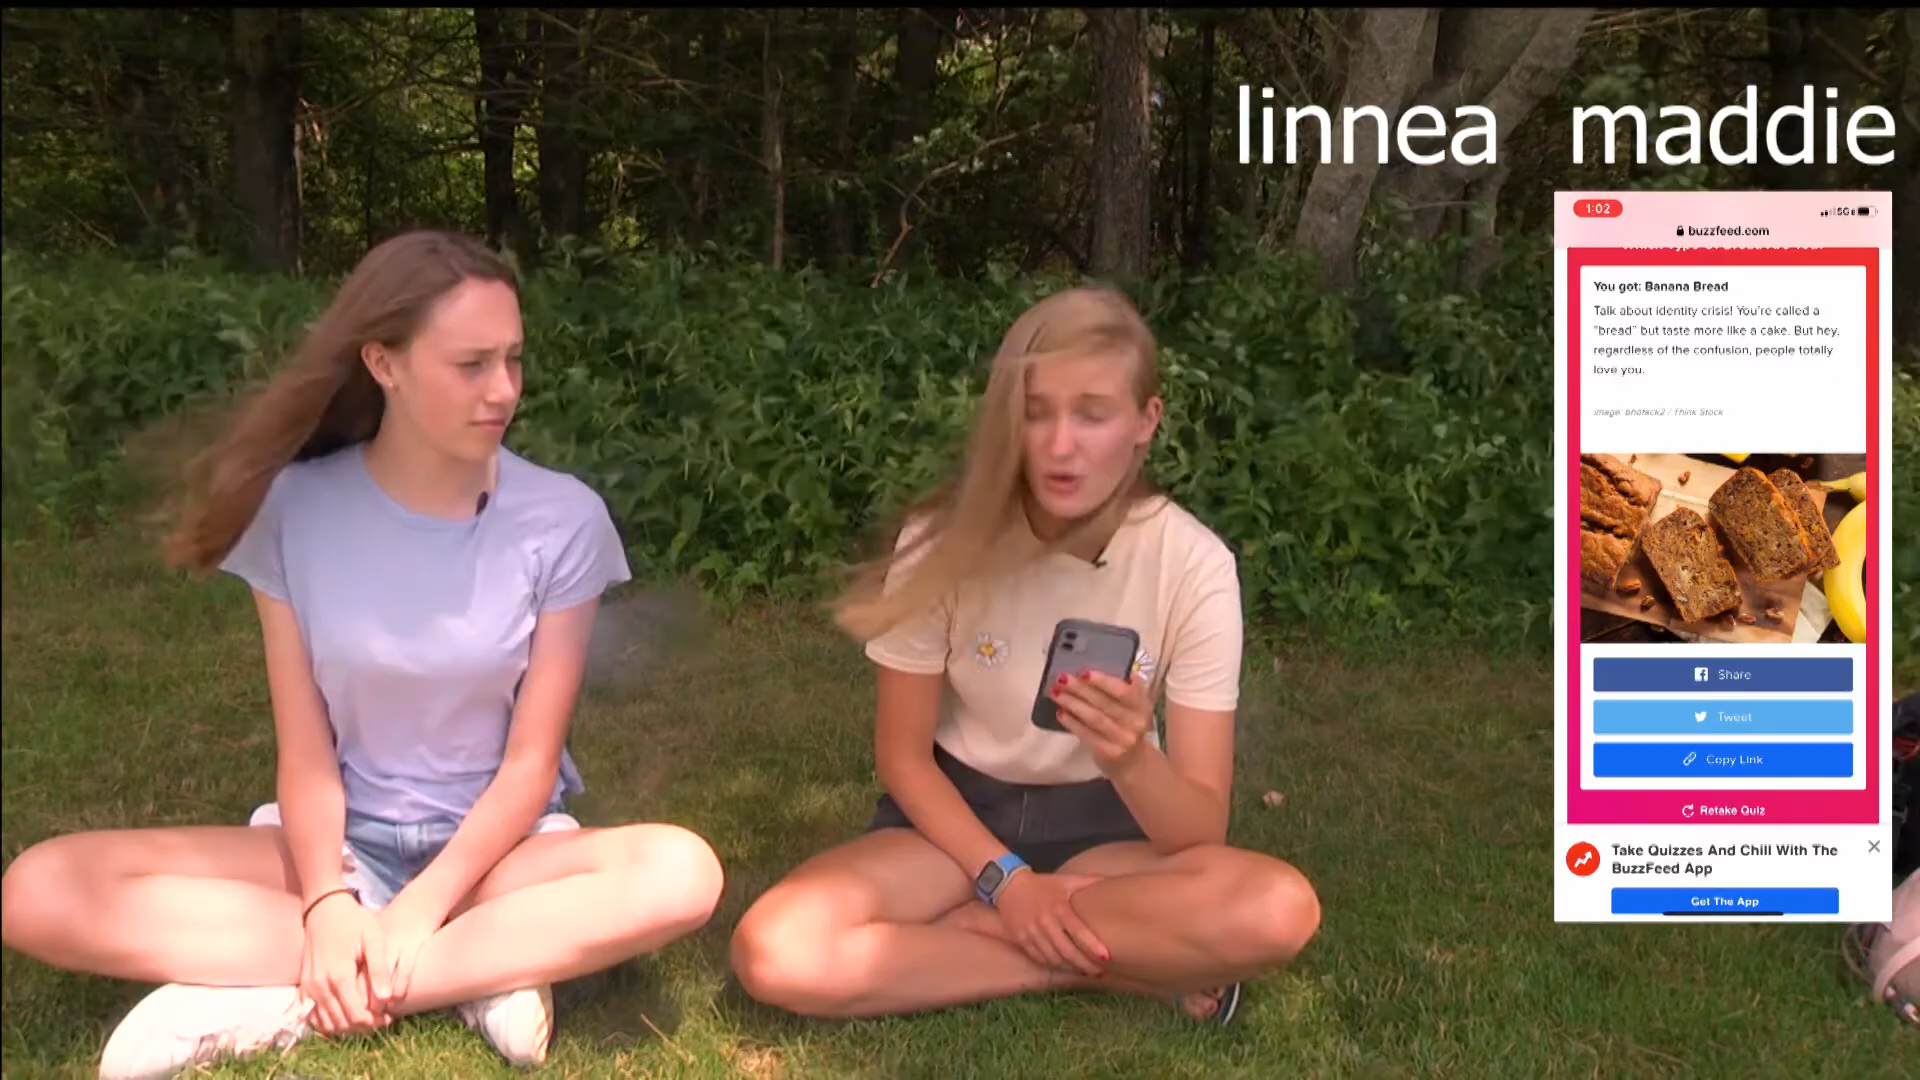 linnea maddie
1:02
5G
buzzfeed.com
You got: Banana Bread
Talk about identity crisis! You're called a
"bread" but taste more like a cake. But hey,
regardless of the confusion, people totally
love you.
/ Think Stock
Share
Tweet
Copy Link
Retake Quiz
Take Quizzes And Chill With The
BuzzFeed App
Get The App